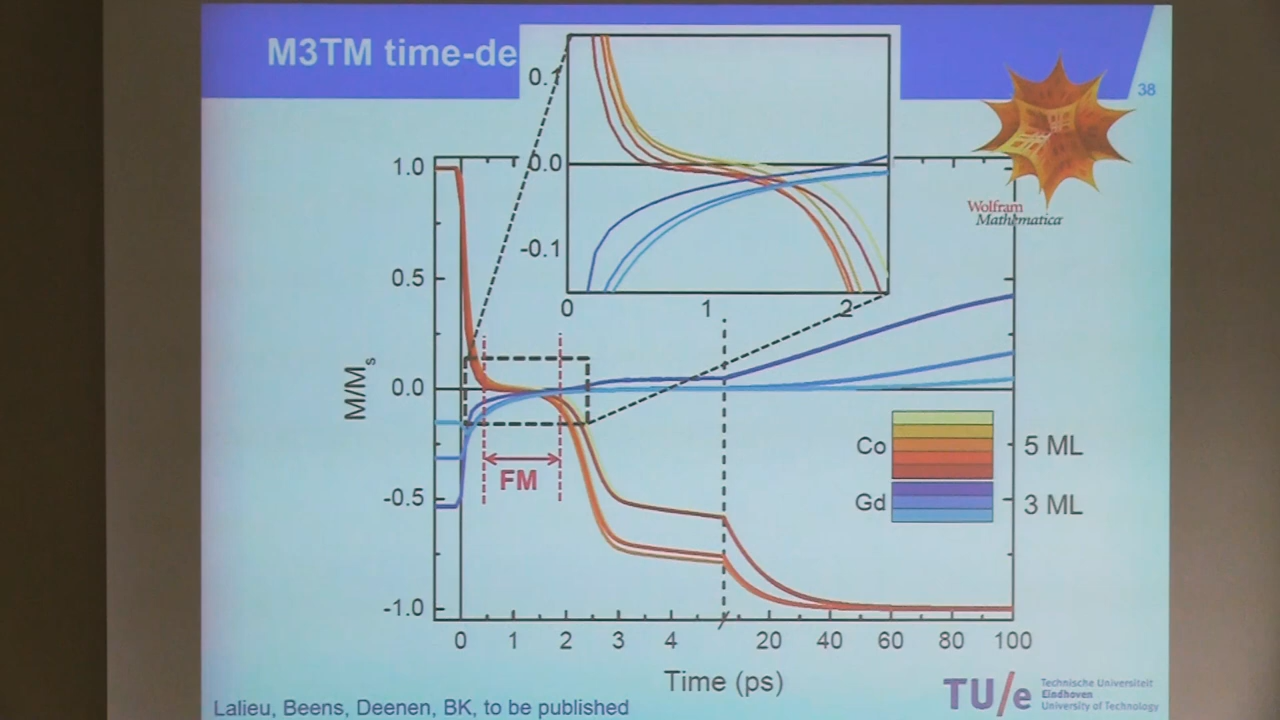 M3TM time-de
38
0.1
0.0
-0.1
0 1 2
Wolfram
Mathematica
1.0
0.5
0.0
-0.5
-1.0
M/Ms
FM
Co 5 ML
Gd 3 ML
0 1 2 3 4 20 40 60 80 100
Time (ps)
Lalieu, Beens, Deenen, BK, to be published
TU/e
Technische Universiteit
Eindhoven
University of Technology